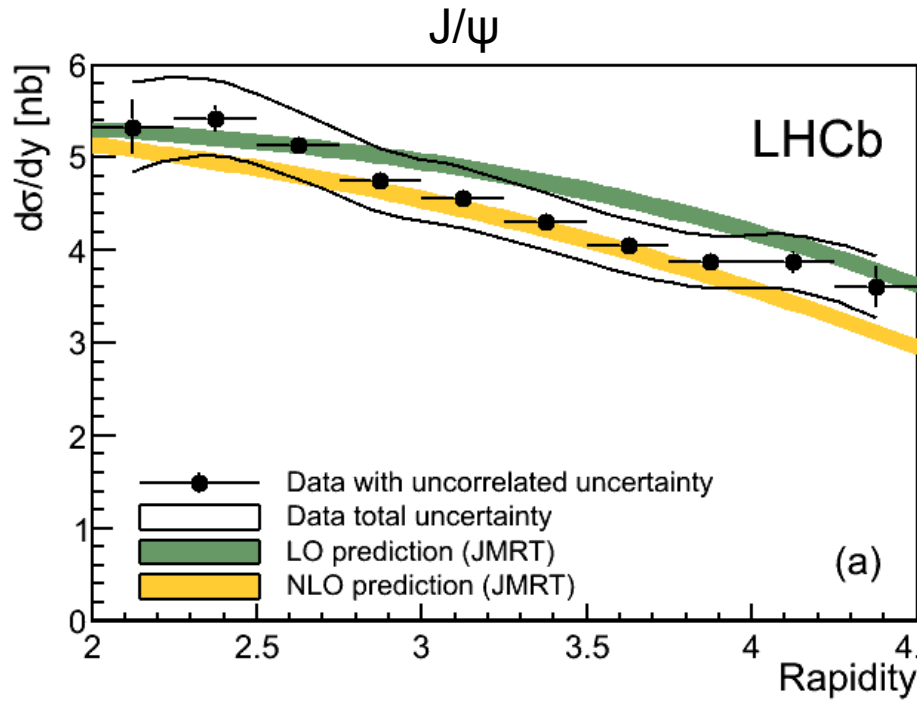 J/ψ
dσ/dy [nb]
6
5
4
3
2
1
0
LHCb
Data with uncorrelated uncertainty
Data total uncertainty
LO prediction (JMRT)
NLO prediction (JMRT)
(a)
2 2.5 3 3.5 4 4.
Rapidity